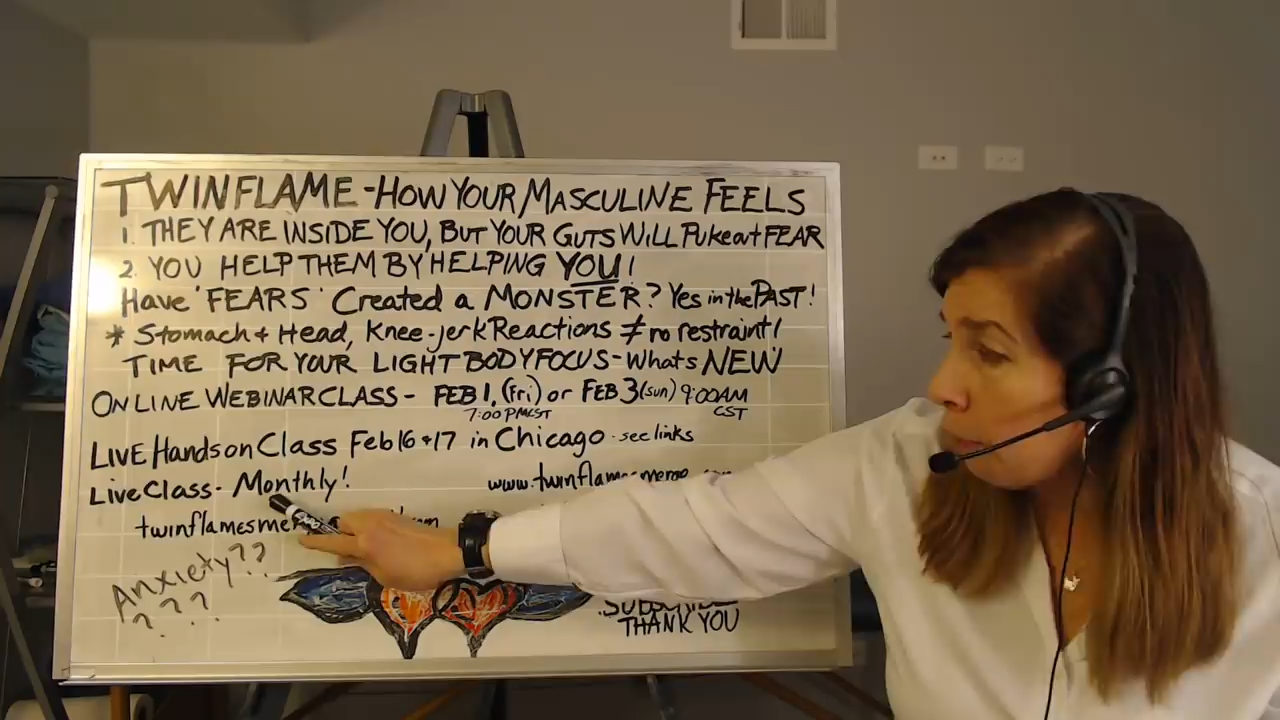 TWINFLAME - HOW YOUR MASCULINE FEELS
1. THEY ARE INSIDE YOU, BUT YOUR GUTS WILL Puke at FEAR
2. YOU HELP THEM BY HELPING YOU!
Have 'FEARS' Created a MONSTER? Yes in the PAST!
* Stomach + Head, Knee-jerk Reactions ≠ no restraint!
TIME FOR YOUR LIGHT BODY FOCUS - What's NEW
ONLINE WEBINAR CLASS - FEB 1. (Fri) or FEB 3 (sun) 9:00AM
7:00 PM CST CST
LIVE Hands on Class Feb 16 + 17 in Chicago - see links
Live Class - Monthly!
Anxiety??
???
SUBSCRIBE
THANK YOU